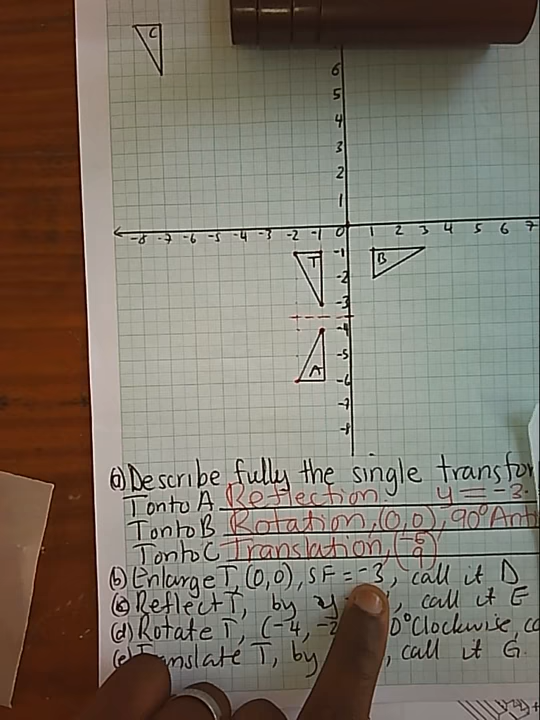 C
6
5
4
3
2
1
-8 -7 -6 -5 -4 -3 -2 -1 0 1 2 3 4 5 6 7
T B -1
-2
-3
-4
-5
A -6
-7
(a) Describe fully the single transfor
T onto A Reflection y = -3.
T onto B Rotation, (0,0), 90° Anti
T onto C Translation, (-6 9)
(b) Enlarge T, (0,0), SF = -3, call it D
(c) Reflect T, by y call it E
(d) Rotate T, (-4, 0° Clockwise,
Translate T, by call it G.